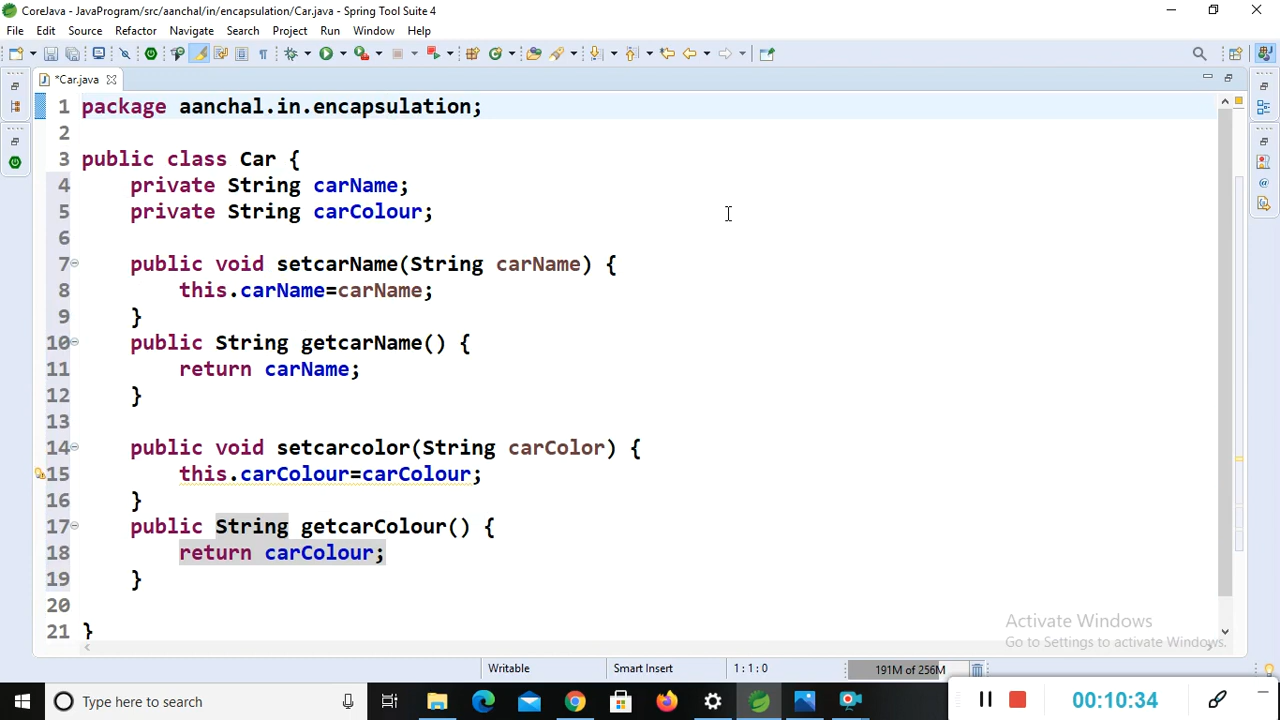 CoreJava - JavaProgram/src/aanchal/in/encapsulation/Car.java - Spring Tool Suite 4
File Edit Source Refactor Navigate Search Project Run Window Help
*Car.java
1 package aanchal.in.encapsulation;
2
3 public class Car {
4 private String carName;
5 private String carColour;
6
7 public void setcarName(String carName) {
8 this.carName=carName;
9 }
10 public String getcarName() {
11 return carName;
12 }
13
14 public void setcarcolor(String carColor) {
15 this.carColour=carColour;
16 }
17 public String getcarColour() {
18 return carColour;
19 }
20
21 }
Activate Windows
Go to Settings to activate Windows.
Writable Smart Insert 1:1:0 191M of 256M
Type here to search 00:10:34